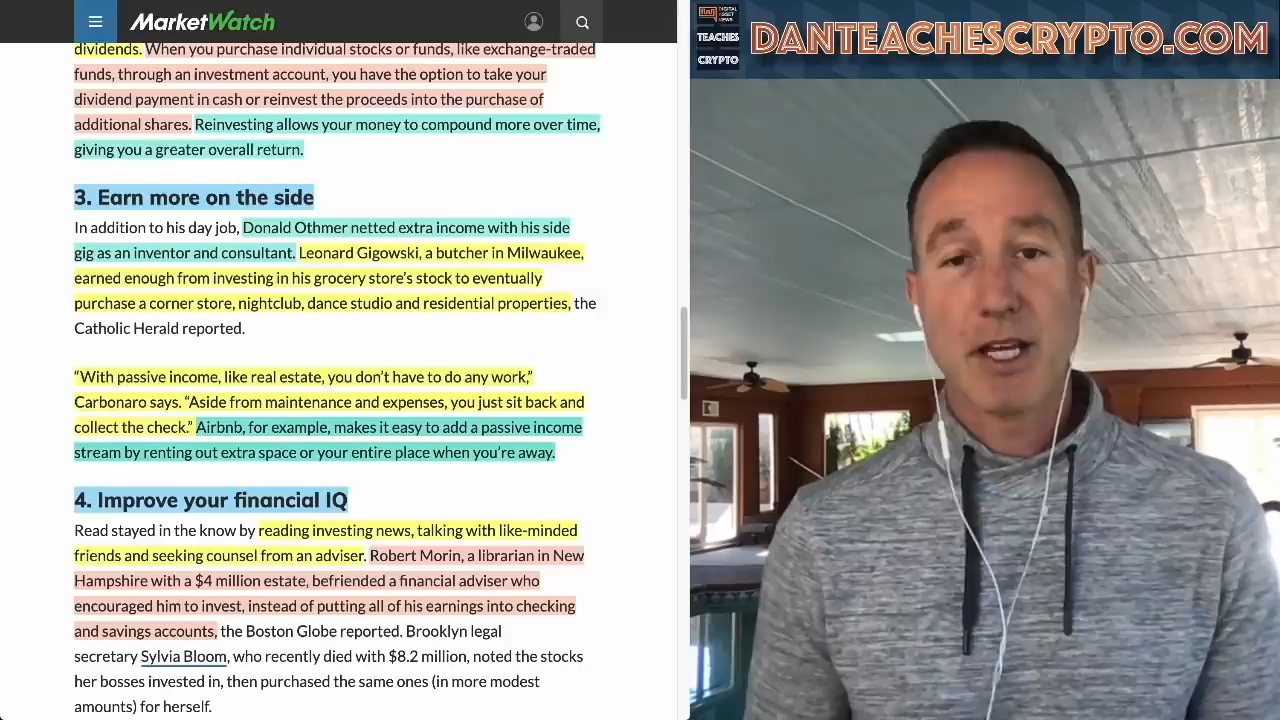 MarketWatch
dividends. When you purchase individual stocks or funds, like exchange-traded
funds, through an investment account, you have the option to take your
dividend payment in cash or reinvest the proceeds into the purchase of
additional shares. Reinvesting allows your money to compound more over time,
giving you a greater overall return.
3. Earn more on the side
In addition to his day job, Donald Othmer netted extra income with his side
gig as an inventor and consultant. Leonard Gigowski, a butcher in Milwaukee,
earned enough from investing in his grocery store’s stock to eventually
purchase a corner store, nightclub, dance studio and residential properties, the
Catholic Herald reported.
“With passive income, like real estate, you don’t have to do any work,”
Carbonaro says. “Aside from maintenance and expenses, you just sit back and
collect the check.” Airbnb, for example, makes it easy to add a passive income
stream by renting out extra space or your entire place when you’re away.
4. Improve your financial IQ
Read stayed in the know by reading investing news, talking with like-minded
friends and seeking counsel from an adviser. Robert Morin, a librarian in New
Hampshire with a $4 million estate, befriended a financial adviser who
encouraged him to invest, instead of putting all of his earnings into checking
and savings accounts, the Boston Globe reported. Brooklyn legal
secretary Sylvia Bloom, who recently died with $8.2 million, noted the stocks
her bosses invested in, then purchased the same ones (in more modest
amounts) for herself.
DIGITAL
ASSET
NEWS
TEACHES
CRYPTO
DANTEACHESCRYPTO.COM